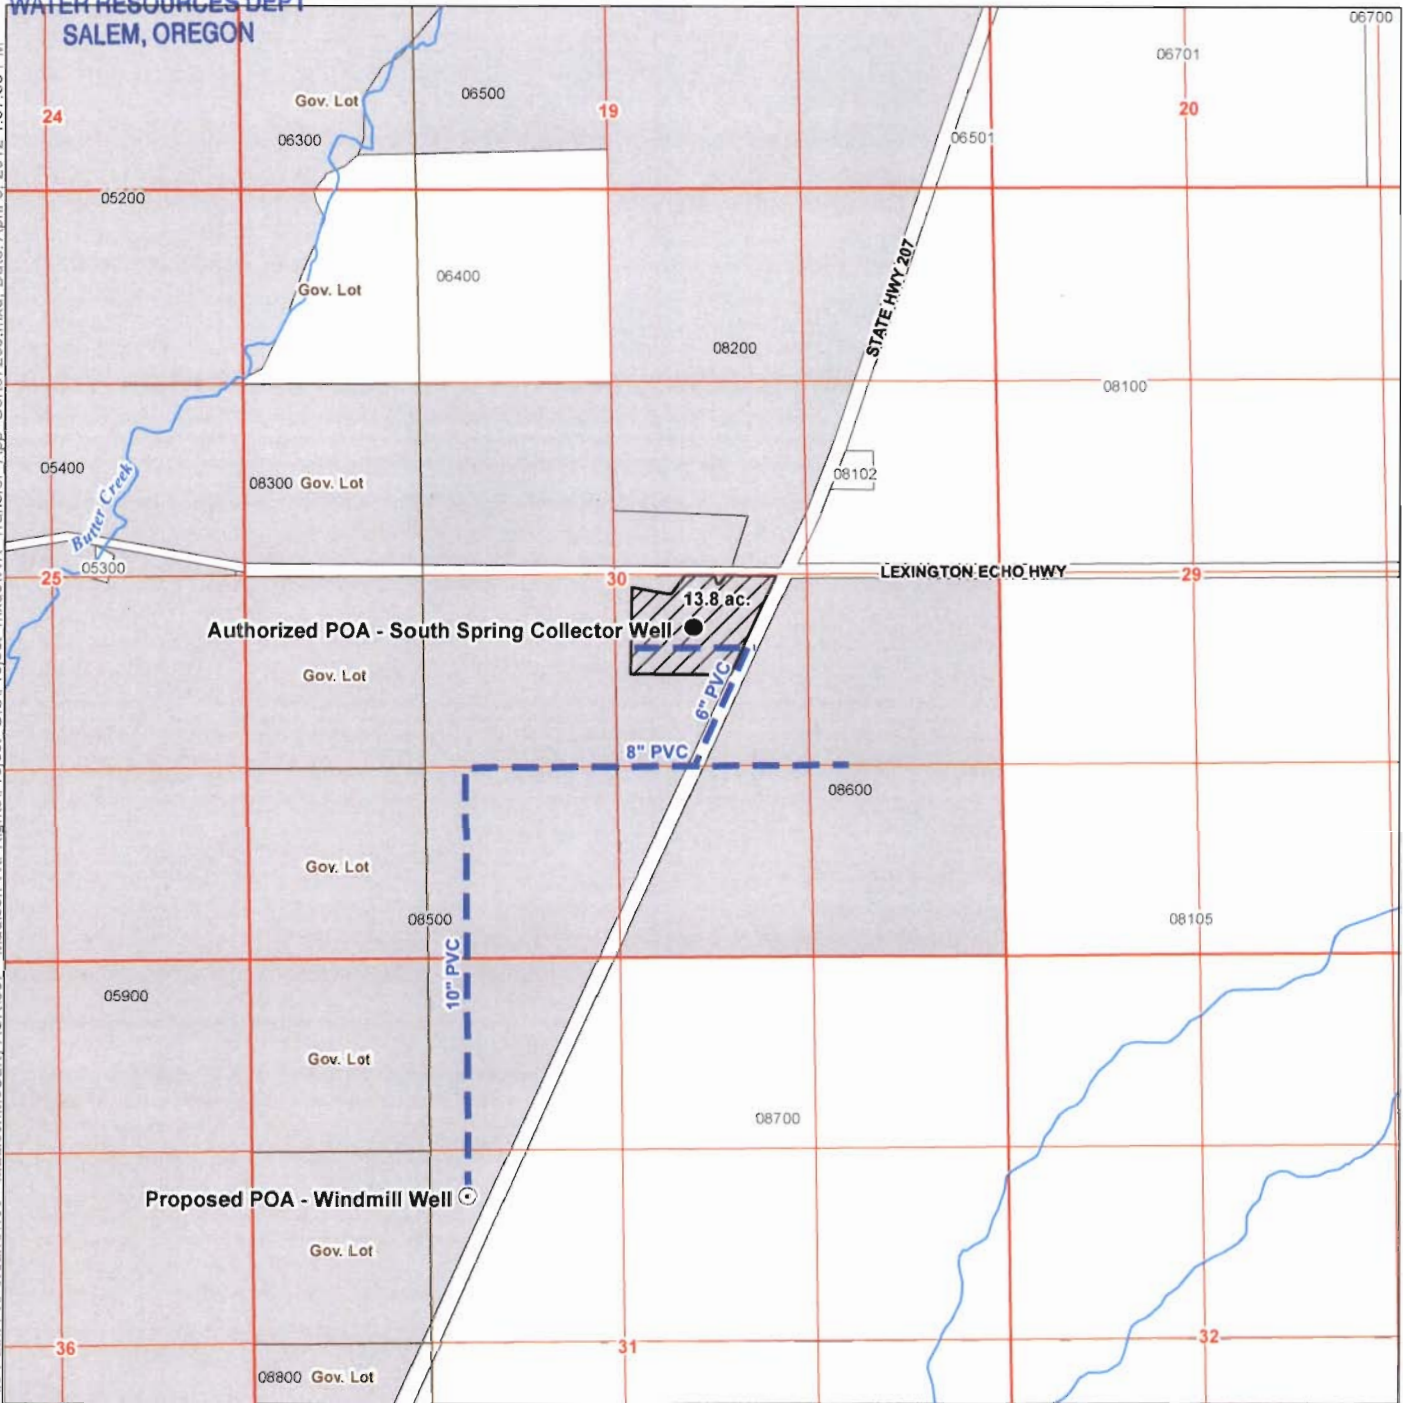 WATER RESOURCES DEPT
SALEM, OREGON
06700
06701
24
Gov. Lot
06500
19
20
06300
06501
05200
STATE HWY 207
Gov. Lot
06400
08200
08100
05400
Butter Creek
08300 Gov. Lot
08102
05300
25
30
LEXINGTON ECHO HWY
29
13.8 ac.
Authorized POA - South Spring Collector Well
Gov. Lot
6" PVC
8" PVC
08600
Gov. Lot
08500
08105
10" PVC
05900
Gov. Lot
08700
Proposed POA - Windmill Well
Gov. Lot
36
31
32
08800 Gov. Lot